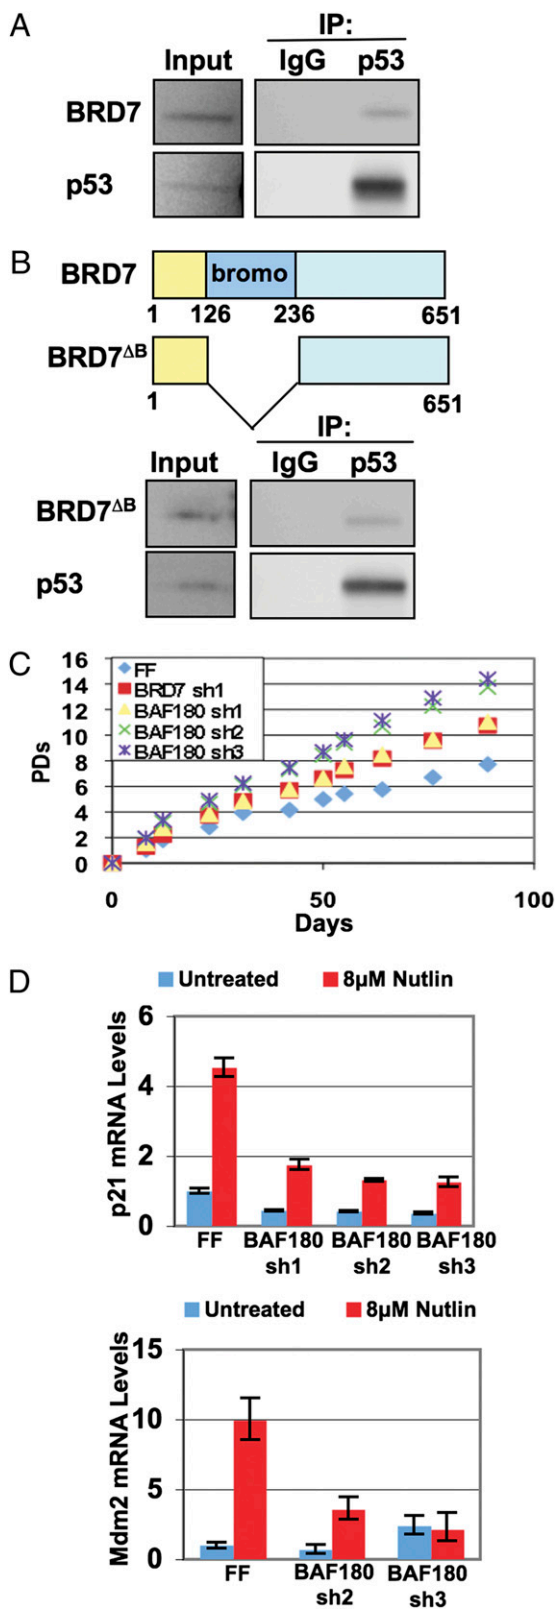 A
IP:
Input IgG p53
BRD7
p53
B
BRD7 bromo
1 126 236 651
BRD7ΔB
1 651
IP:
Input IgG p53
BRD7ΔB
p53
C
16
14
12
10
8
6
4
2
0
PDs
FF
BRD7 sh1
BAF180 sh1
BAF180 sh2
BAF180 sh3
0 50 100
Days
D
Untreated 8µM Nutlin
p21 mRNA Levels
6
4
2
0
FF BAF180 BAF180 BAF180
sh1 sh2 sh3
Untreated 8µM Nutlin
Mdm2 mRNA Levels
15
10
5
0
FF BAF180 BAF180
sh2 sh3